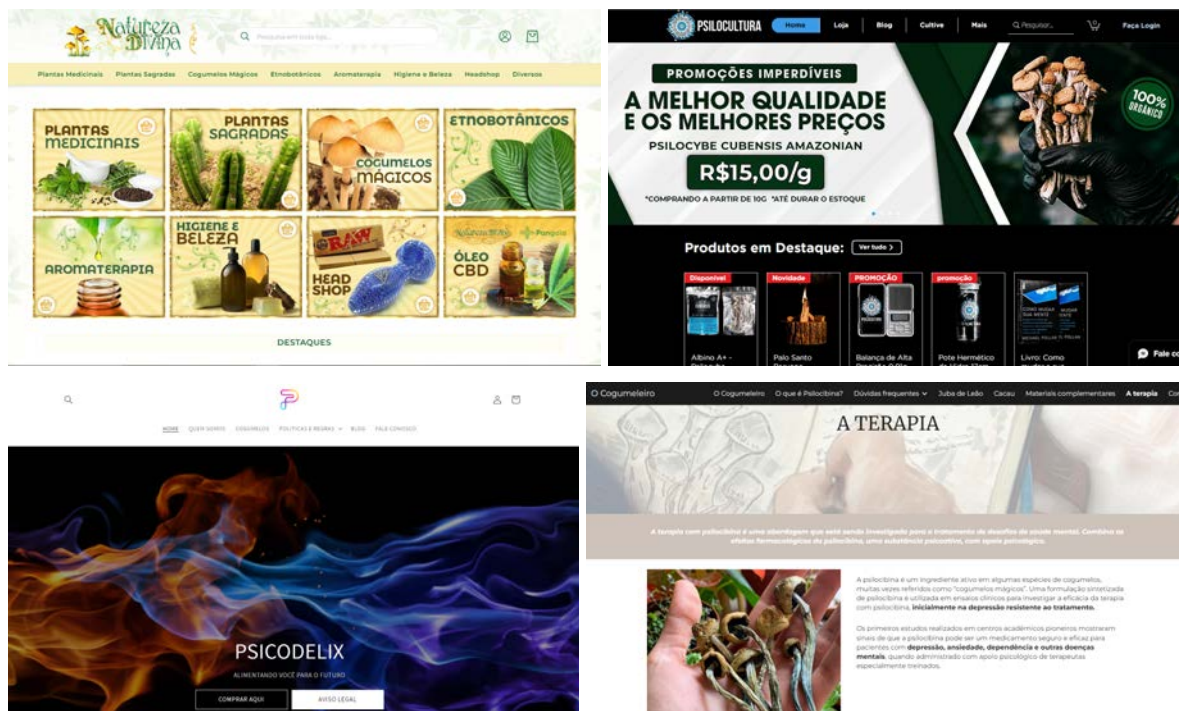 Natureza
Divina
Pesquise em toda loja...
Plantas Medicinais Plantas Sagradas Cogumelos Mágicos Etnobotânicos Aromaterapia Higiene e Beleza Headshop Diversos
PLANTAS
MEDICINAIS
PLANTAS
SAGRADAS
COGUMELOS
MÁGICOS
ETNOBOTÂNICOS
AROMATERAPIA
HIGIENE E
BELEZA
RAW
HEAD
SHOP
ÓLEO
CBD
DESTAQUES
PSILOCULTURA Home Loja Blog Cultive Mais Pesquisar... Faça Login
PROMOÇÕES IMPERDÍVEIS
A MELHOR QUALIDADE
E OS MELHORES PREÇOS
PSILOCYBE CUBENSIS AMAZONIAN
R$15,00/g
*COMPRANDO A PARTIR DE 10G *ATÉ DURAR O ESTOQUE
100%
ORGÂNICO
Produtos em Destaque: Ver tudo >
Disponível Novidade PROMOÇÃO promoção
Albino A+ - Palo Santo Balança de Alta Pote Hermético Livro: Como
Fale co
HOME QUEM SOMOS COGUMELOS POLITICAS E REGRAS BLOG FALE CONOSCO
PSICODELIX
ALIMENTANDO VOCÊ PARA O FUTURO
COMPRAR AQUI AVISO LEGAL
O Cogumeleiro O Cogumeleiro O que é Psilocibina? Dúvidas frequentes Juba de Leão Cacau Materiais complementares A terapia Con
A TERAPIA
A terapia com psilocibina é uma abordagem que está sendo investigada para o tratamento de desafios de saúde mental. Combina os
efeitos farmacológicos da psilocibina, uma substância psicoativa, com apoio psicológico.
A psilocibina é um ingrediente ativo em algumas espécies de cogumelos,
muitas vezes referidos como "cogumelos mágicos". Uma formulação sintetizada
de psilocibina é utilizada em ensaios clínicos para investigar a eficácia da terapia
com psilocibina, inicialmente na depressão resistente ao tratamento.
Os primeiros estudos realizados em centros acadêmicos pioneiros mostraram
sinais de que a psilocibina pode ser um medicamento seguro e eficaz para
pacientes com depressão, ansiedade, dependência e outras doenças
mentais, quando administrado com apoio psicológico de terapeutas
especialmente treinados.